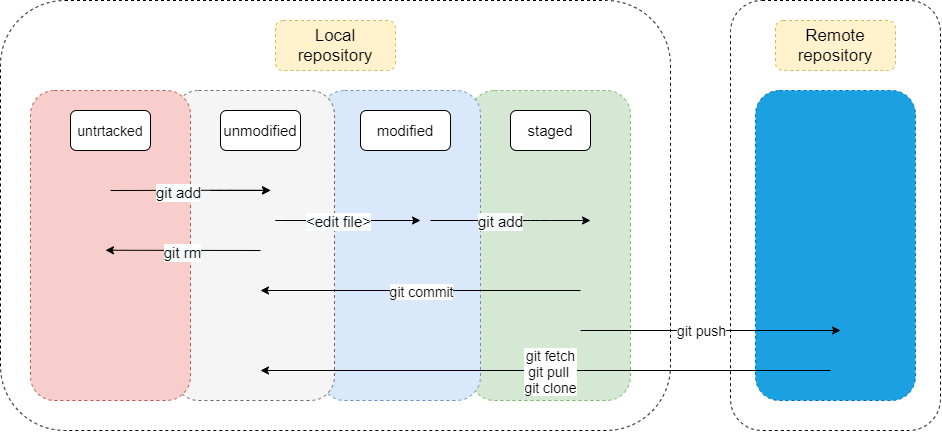 Local
repository
Remote
repository
untrtacked
unmodified
modified
staged
git add
<edit file>
git add
git rm
git commit
git push
git fetch
git pull
git clone